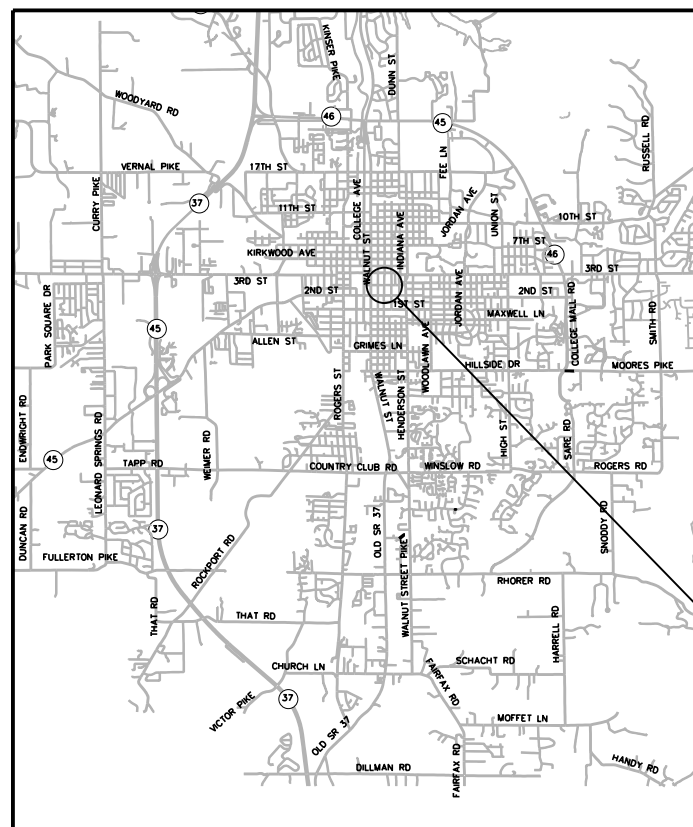 KINSER PIKE
DUNN ST
WOODYARD RD
46
45
RUSSELL RD
VERNAL PIKE
17TH ST
FEE LN
CURRY PIKE
37
11TH ST
COLLEGE AVE
INDIANA AVE
JORDAN AVE
UNION ST
10TH ST
7TH ST
KIRKWOOD AVE
WALNUT ST
46
3RD ST
3RD ST
2ND ST
2ND ST
1ST ST
JORDAN AVE
MAXWELL LN
COLLEGE MALL RD
SMITH RD
PARK SQUARE DR
45
ALLEN ST
GRIMES LN
WOODLAWN AVE
HILLSIDE DR
MOORES PIKE
ENDWRIGHT RD
LEONARD SPRINGS RD
ROGERS ST
WALNUT ST
HENDERSON ST
HIGH ST
SARE RD
WEIMER RD
45
TAPP RD
COUNTRY CLUB RD
WINSLOW RD
ROGERS RD
DUNCAN RD
37
OLD SR 37
SNODDY RD
FULLERTON PIKE
ROCKPORT RD
WALNUT STREET PIKE
RHORER RD
THAT RD
THAT RD
HARRELL RD
CHURCH LN
FAIRFAX RD
SCHACHT RD
VICTOR PIKE
37
OLD SR 37
MOFFET LN
FAIRFAX RD
HANDY RD
DILLMAN RD